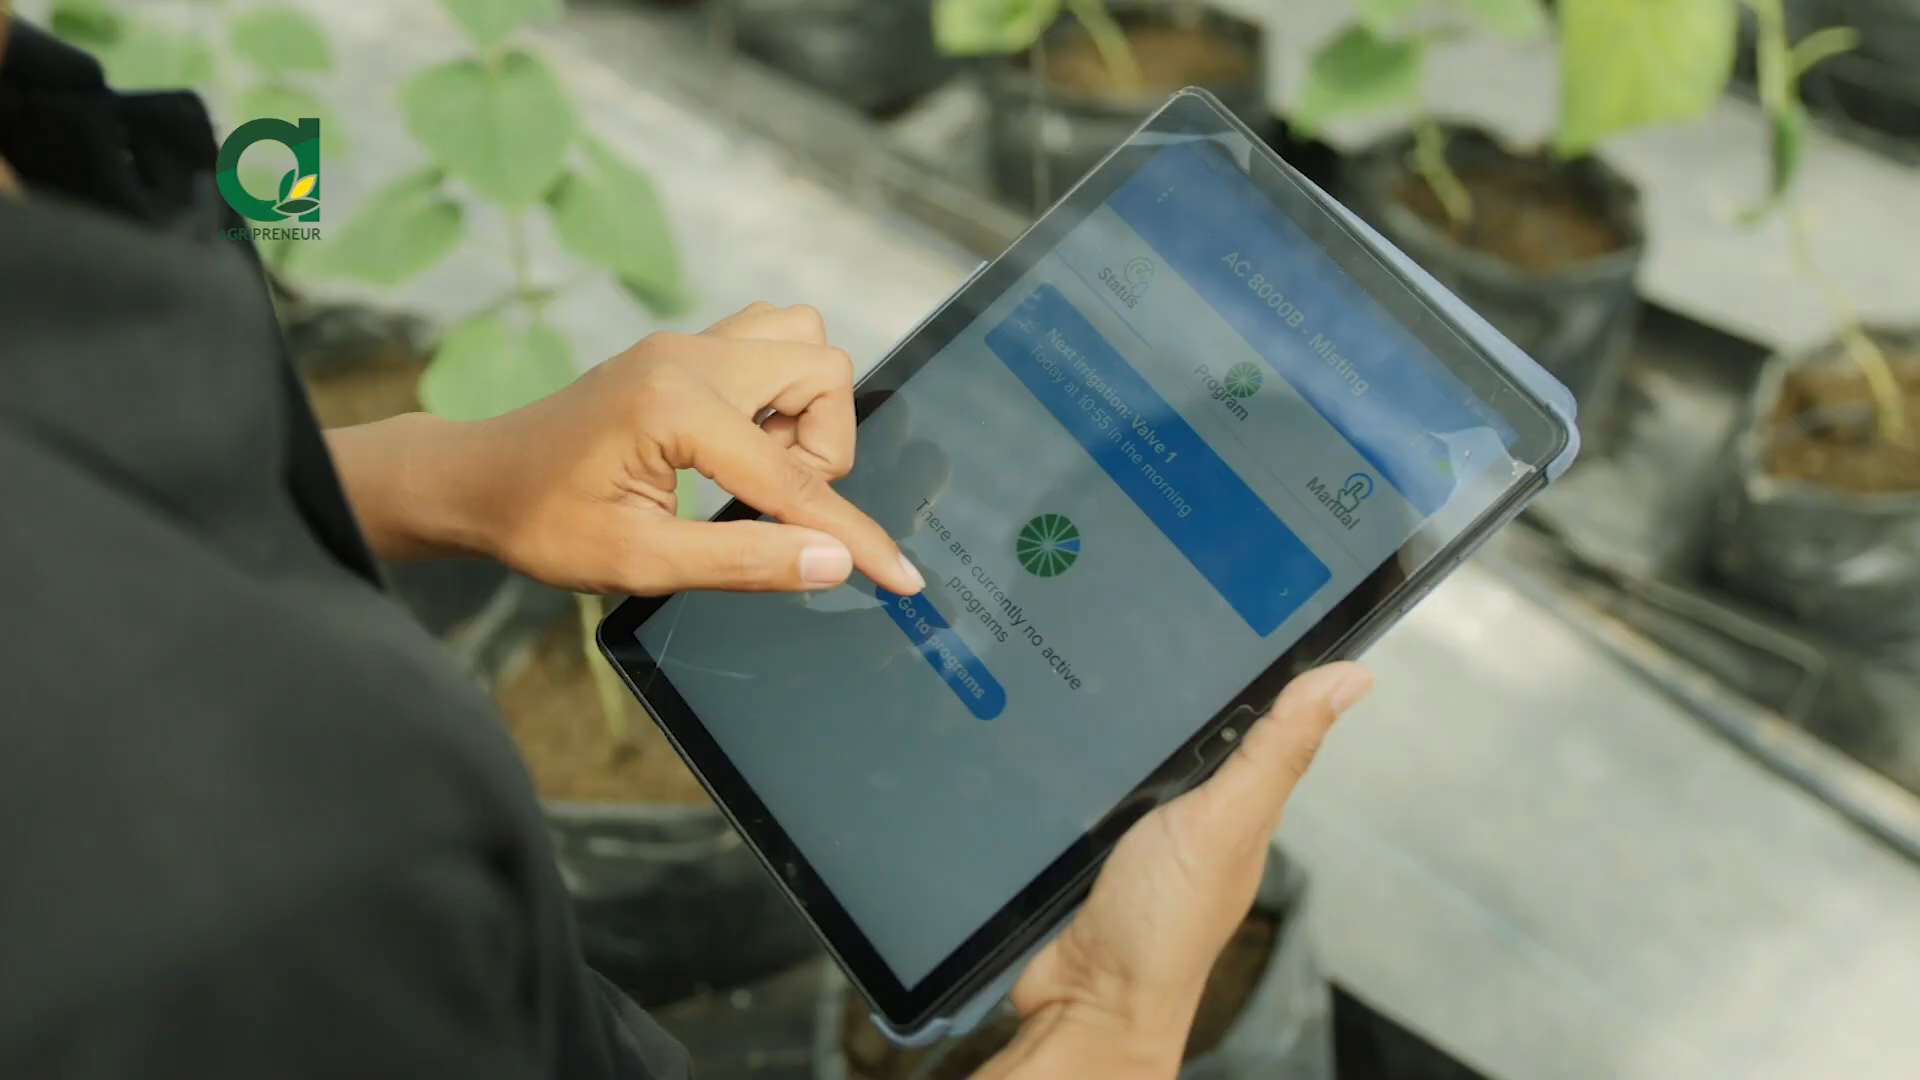 AGRIPRENEUR
AC 8000B - Misting
Status
Program
Manual
Next irrigation: Valve 1
Today at 10:55 in the morning
There are currently no active
programs
Go to programs